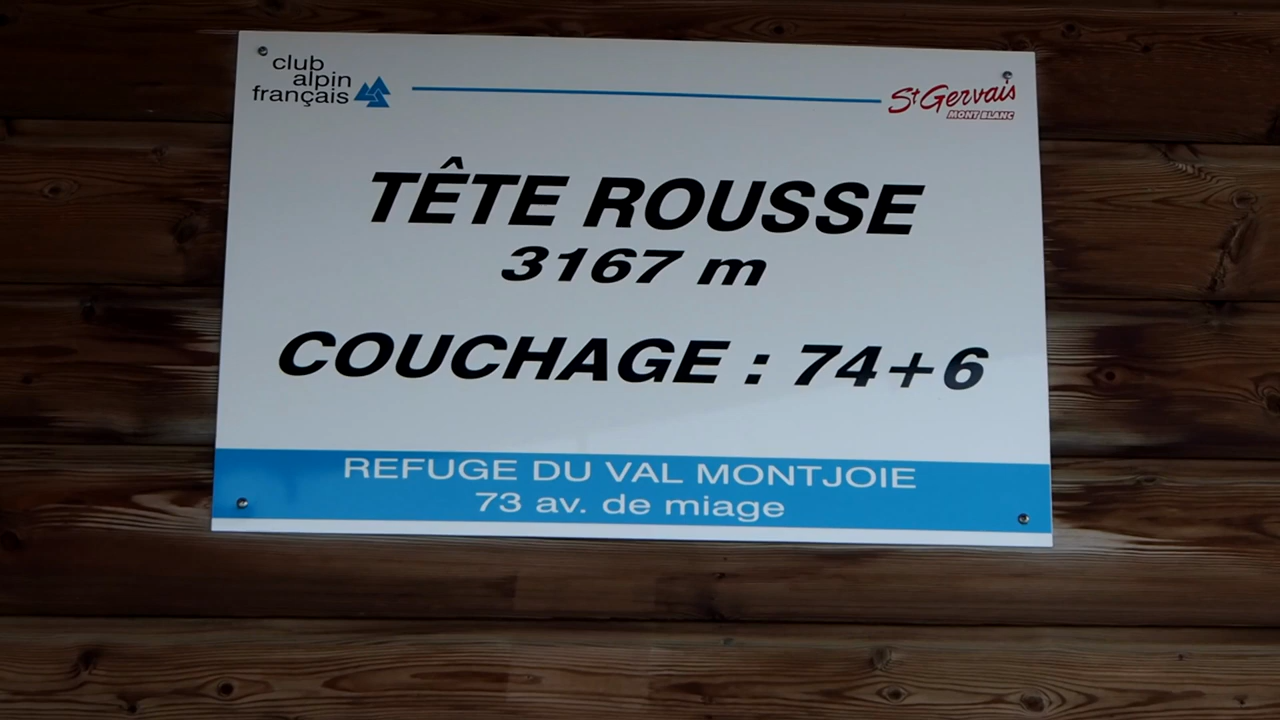 club
alpin
français
St Gervais
MONT BLANC
TÊTE ROUSSE
3167 m
COUCHAGE : 74+6
REFUGE DU VAL MONTJOIE
73 av. de miage